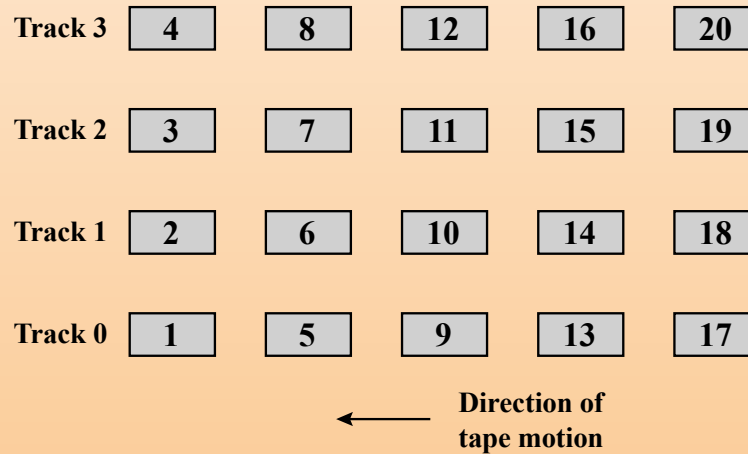 Track 3 4 8 12 16 20
Track 2 3 7 11 15 19
Track 1 2 6 10 14 18
Track 0 1 5 9 13 17
Direction of
tape motion